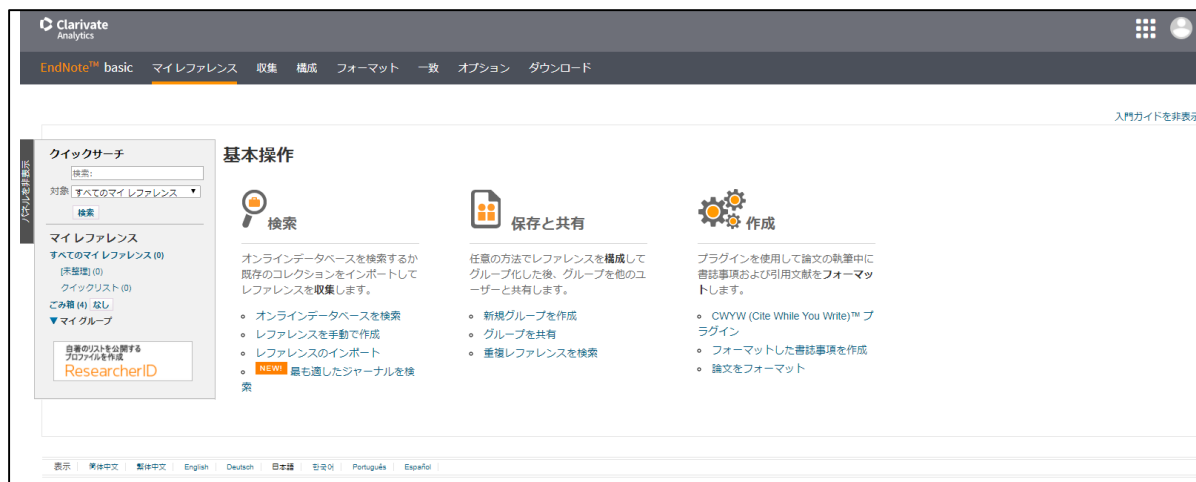 Clarivate
Analytics
EndNote™ basic マイレファレンス 収集 構成 フォーマット 一致 オプション ダウンロード
入門ガイドを非表示
パネルを非表示
クイックサーチ
検索:
対象 すべてのマイ レファレンス
検索
マイ レファレンス
すべてのマイ レファレンス (0)
[未整理] (0)
クイックリスト (0)
ごみ箱 (4) なし
▼ マイ グループ
自著のリストを公開する
プロファイルを作成
ResearcherID
基本操作
検索
オンラインデータベースを検索するか
既存のコレクションをインポートして
レファレンスを収集します。
オンラインデータベースを検索
レファレンスを手動で作成
レファレンスのインポート
NEW! 最も適したジャーナルを検
索
保存と共有
任意の方法でレファレンスを構成して
グループ化した後、グループを他のユ
ーザーと共有します。
新規グループを作成
グループを共有
重複レファレンスを検索
作成
プラグインを使用して論文の執筆中に
書誌事項および引用文献をフォーマッ
トします。
CWYW (Cite While You Write)™ プ
ラグイン
フォーマットした書誌事項を作成
論文をフォーマット
表示 简体中文 繁体中文 English Deutsch 日本語 한국어 Português Español